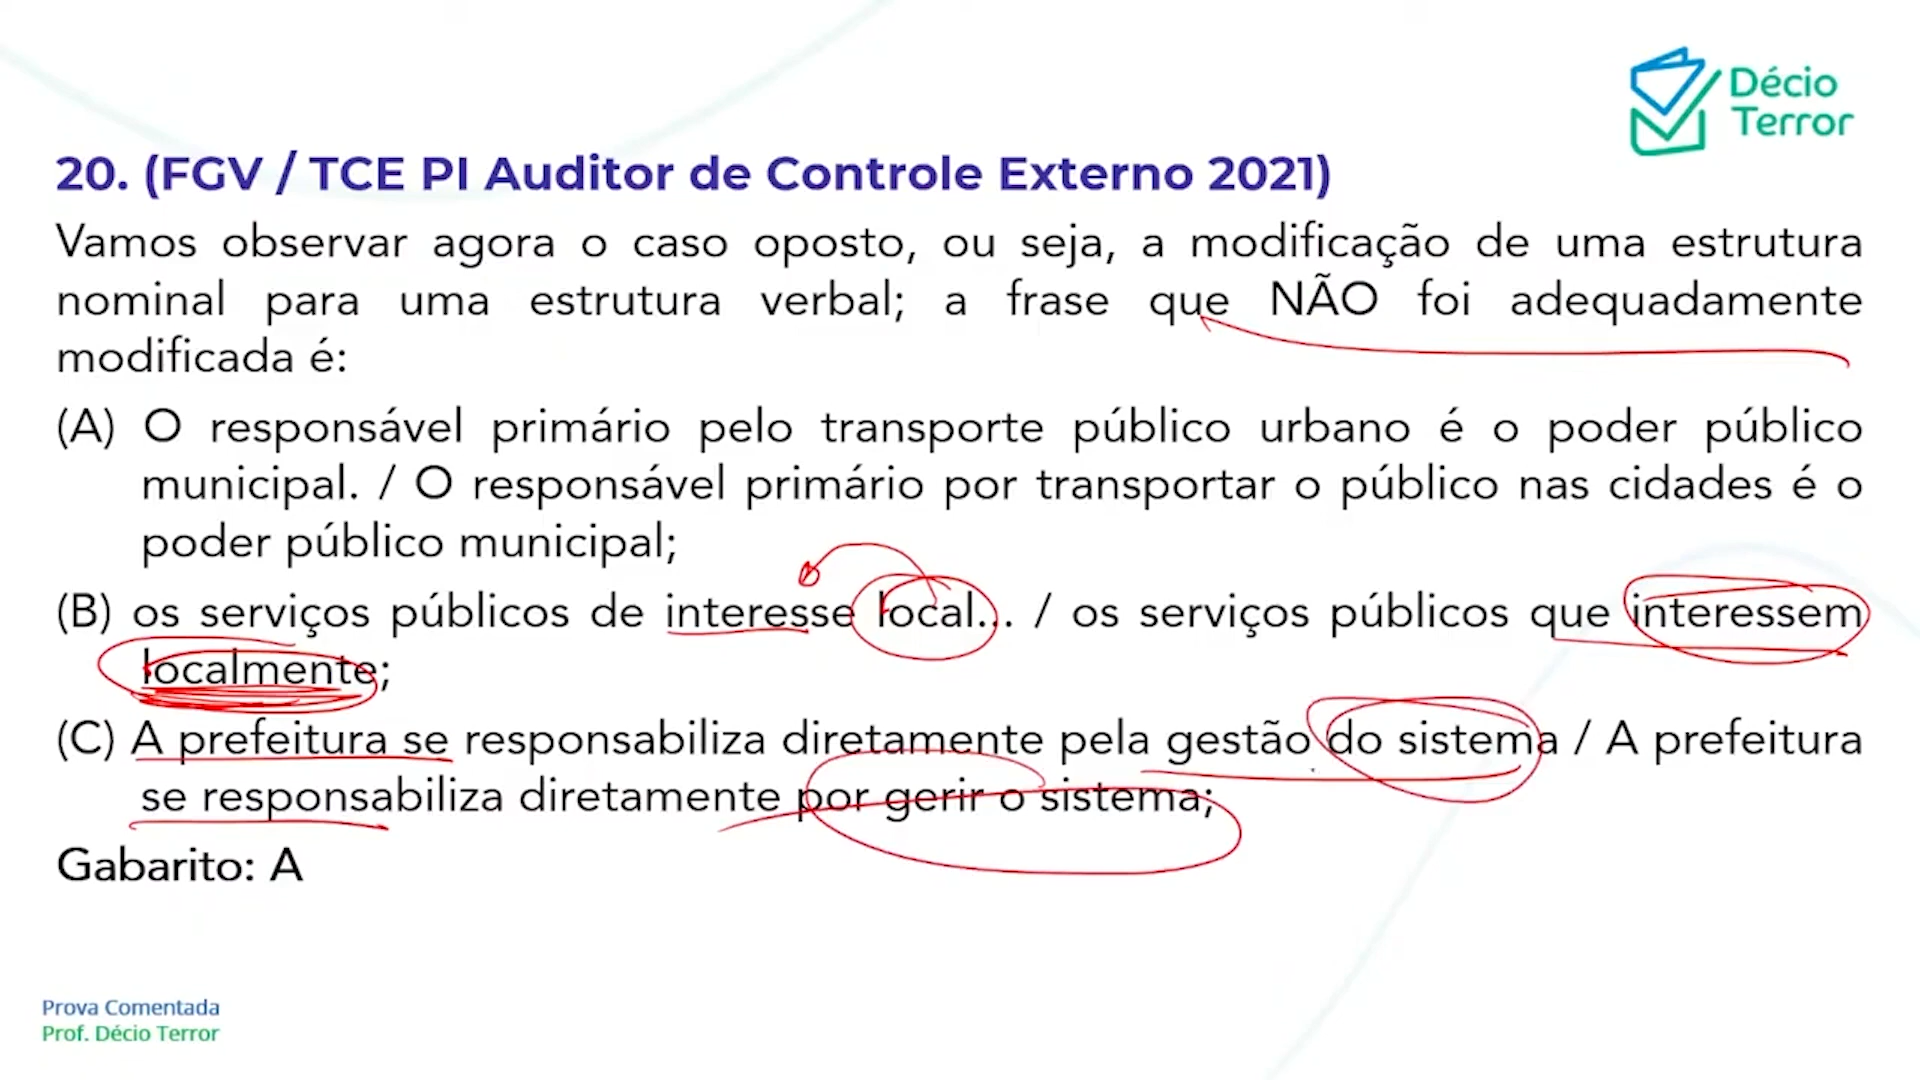 Décio
Terror
20. (FGV / TCE PI Auditor de Controle Externo 2021)
Vamos observar agora o caso oposto, ou seja, a modificação de uma estrutura
nominal para uma estrutura verbal; a frase que NÃO foi adequadamente
modificada é:
(A) O responsável primário pelo transporte público urbano é o poder público
municipal. / O responsável primário por transportar o público nas cidades é o
poder público municipal;
(B) os serviços públicos de interesse local... / os serviços públicos que interessem
localmente;
(C) A prefeitura se responsabiliza diretamente pela gestão do sistema / A prefeitura
se responsabiliza diretamente por gerir o sistema;
Gabarito: A
Prova Comentada
Prof. Décio Terror